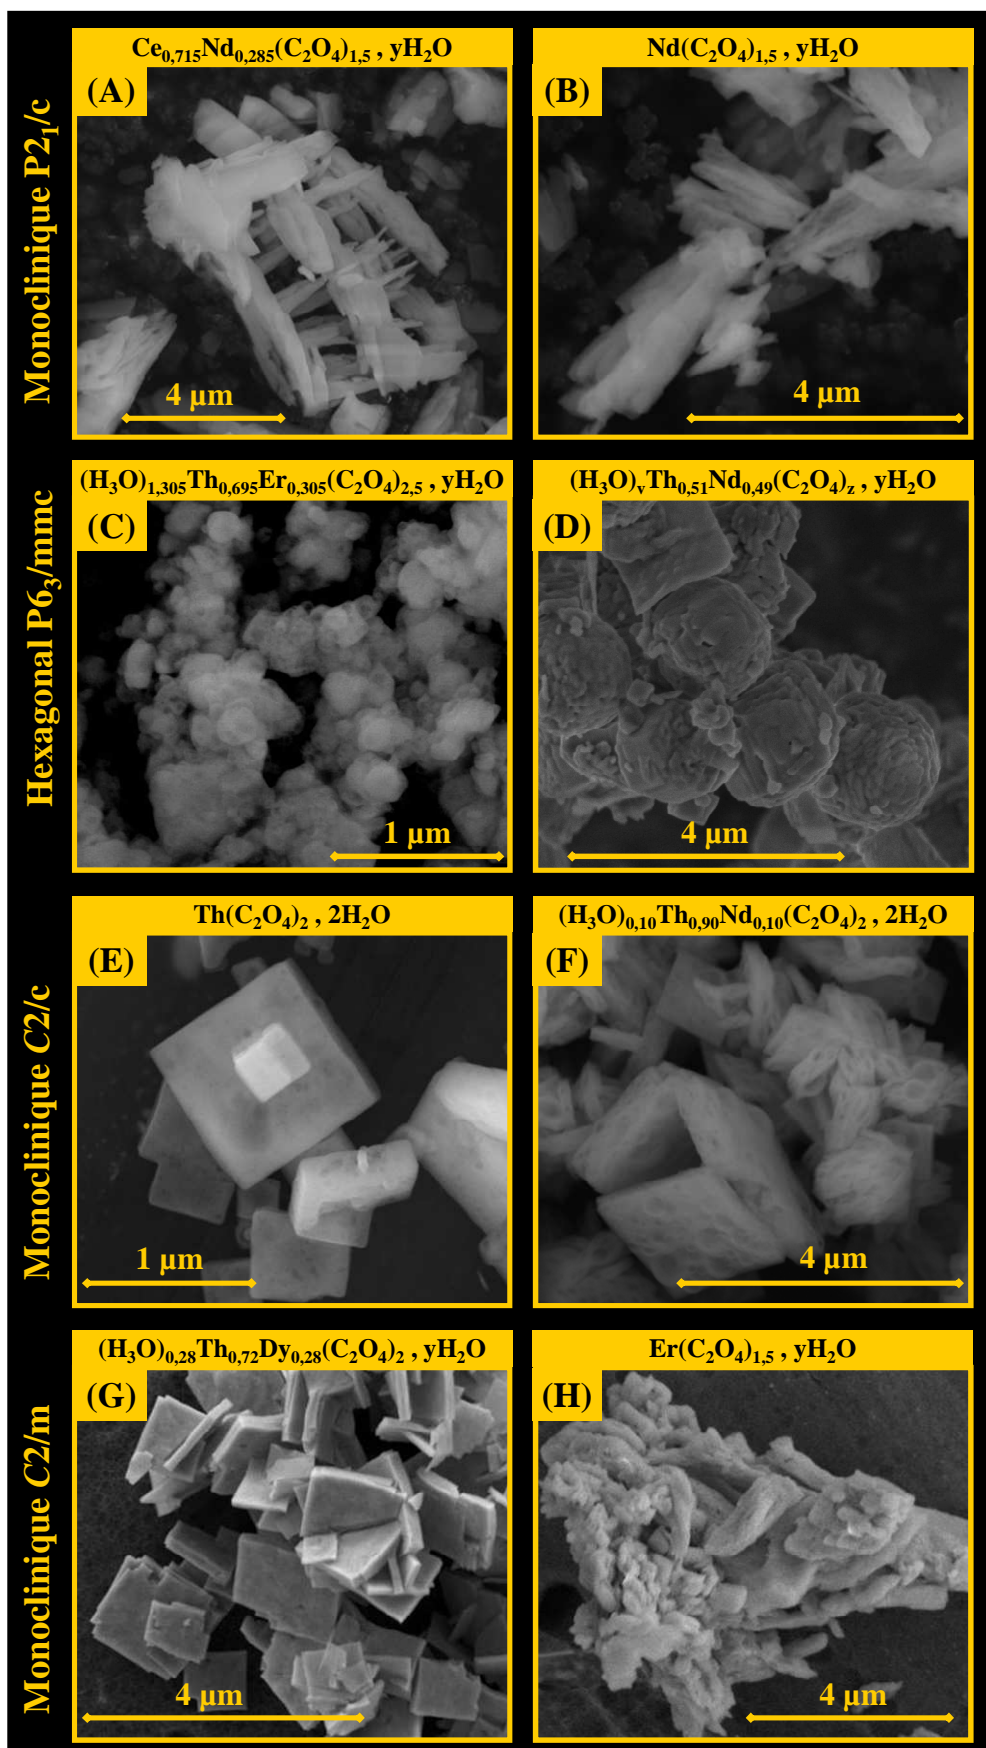 Monoclinique P2₁/c
Ce₀,₇₁₅Nd₀,₂₈₅(C₂O₄)₁,₅ , yH₂O
(A)
4 µm
Nd(C₂O₄)₁,₅ , yH₂O
(B)
4 µm
Hexagonal P6₃/mmc
(H₃O)₁,₃₀₅Th₀,₆₉₅Er₀,₃₀₅(C₂O₄)₂,₅ , yH₂O
(C)
1 µm
(H₃O)ᵥTh₀,₅₁Nd₀,₄₉(C₂O₄)z , yH₂O
(D)
4 µm
Monoclinique C2/c
Th(C₂O₄)₂ , 2H₂O
(E)
1 µm
(H₃O)₀,₁₀Th₀,₉₀Nd₀,₁₀(C₂O₄)₂ , 2H₂O
(F)
4 µm
Monoclinique C2/m
(H₃O)₀,₂₈Th₀,₇₂Dy₀,₂₈(C₂O₄)₂ , yH₂O
(G)
4 µm
Er(C₂O₄)₁,₅ , yH₂O
(H)
4 µm